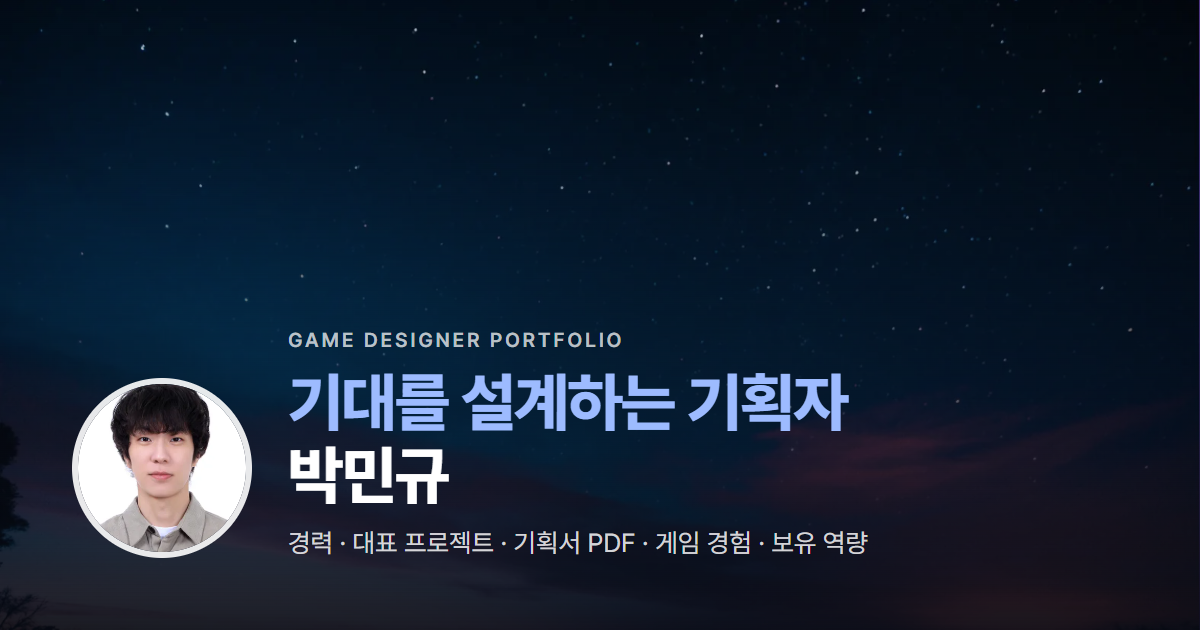 GAME DESIGNER PORTFOLIO
기대를 설계하는 기획자
박민규
경력 · 대표 프로젝트 · 기획서 PDF · 게임 경험 · 보유 역량